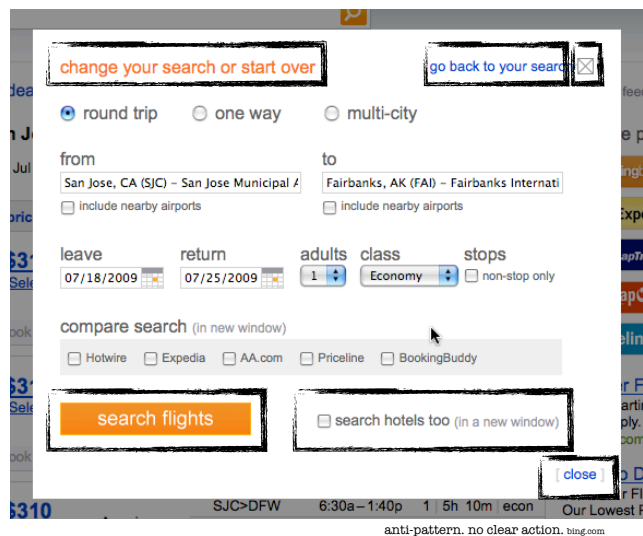 change your search or start over
go back to your search
round trip one way multi-city
from to
San Jose, CA (SJC) – San Jose Municipal Fairbanks, AK (FAI) – Fairbanks Internati
include nearby airports include nearby airports
leave return adults class stops
07/18/2009 07/25/2009 1 Economy non-stop only
compare search (in new window)
Hotwire Expedia AA.com Priceline BookingBuddy
search flights search hotels too (in a new window)
[ close ]
$310 SJC>DFW 6:30a – 1:40p 1 5h 10m econ Our Lowest
anti-pattern. no clear action. bing.com